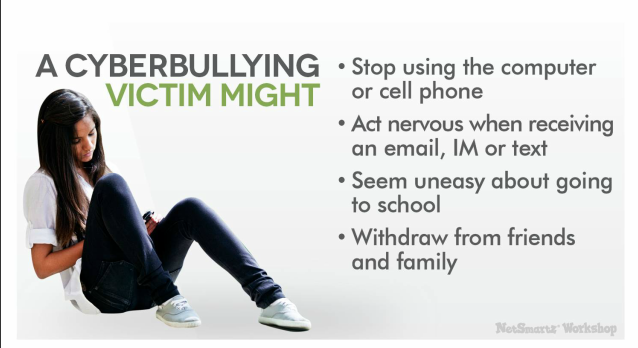 A CYBERBULLYING
VICTIM MIGHT
• Stop using the computer
or cell phone
• Act nervous when receiving
an email, IM or text
• Seem uneasy about going
to school
• Withdraw from friends
and family
NetSmartz Workshop